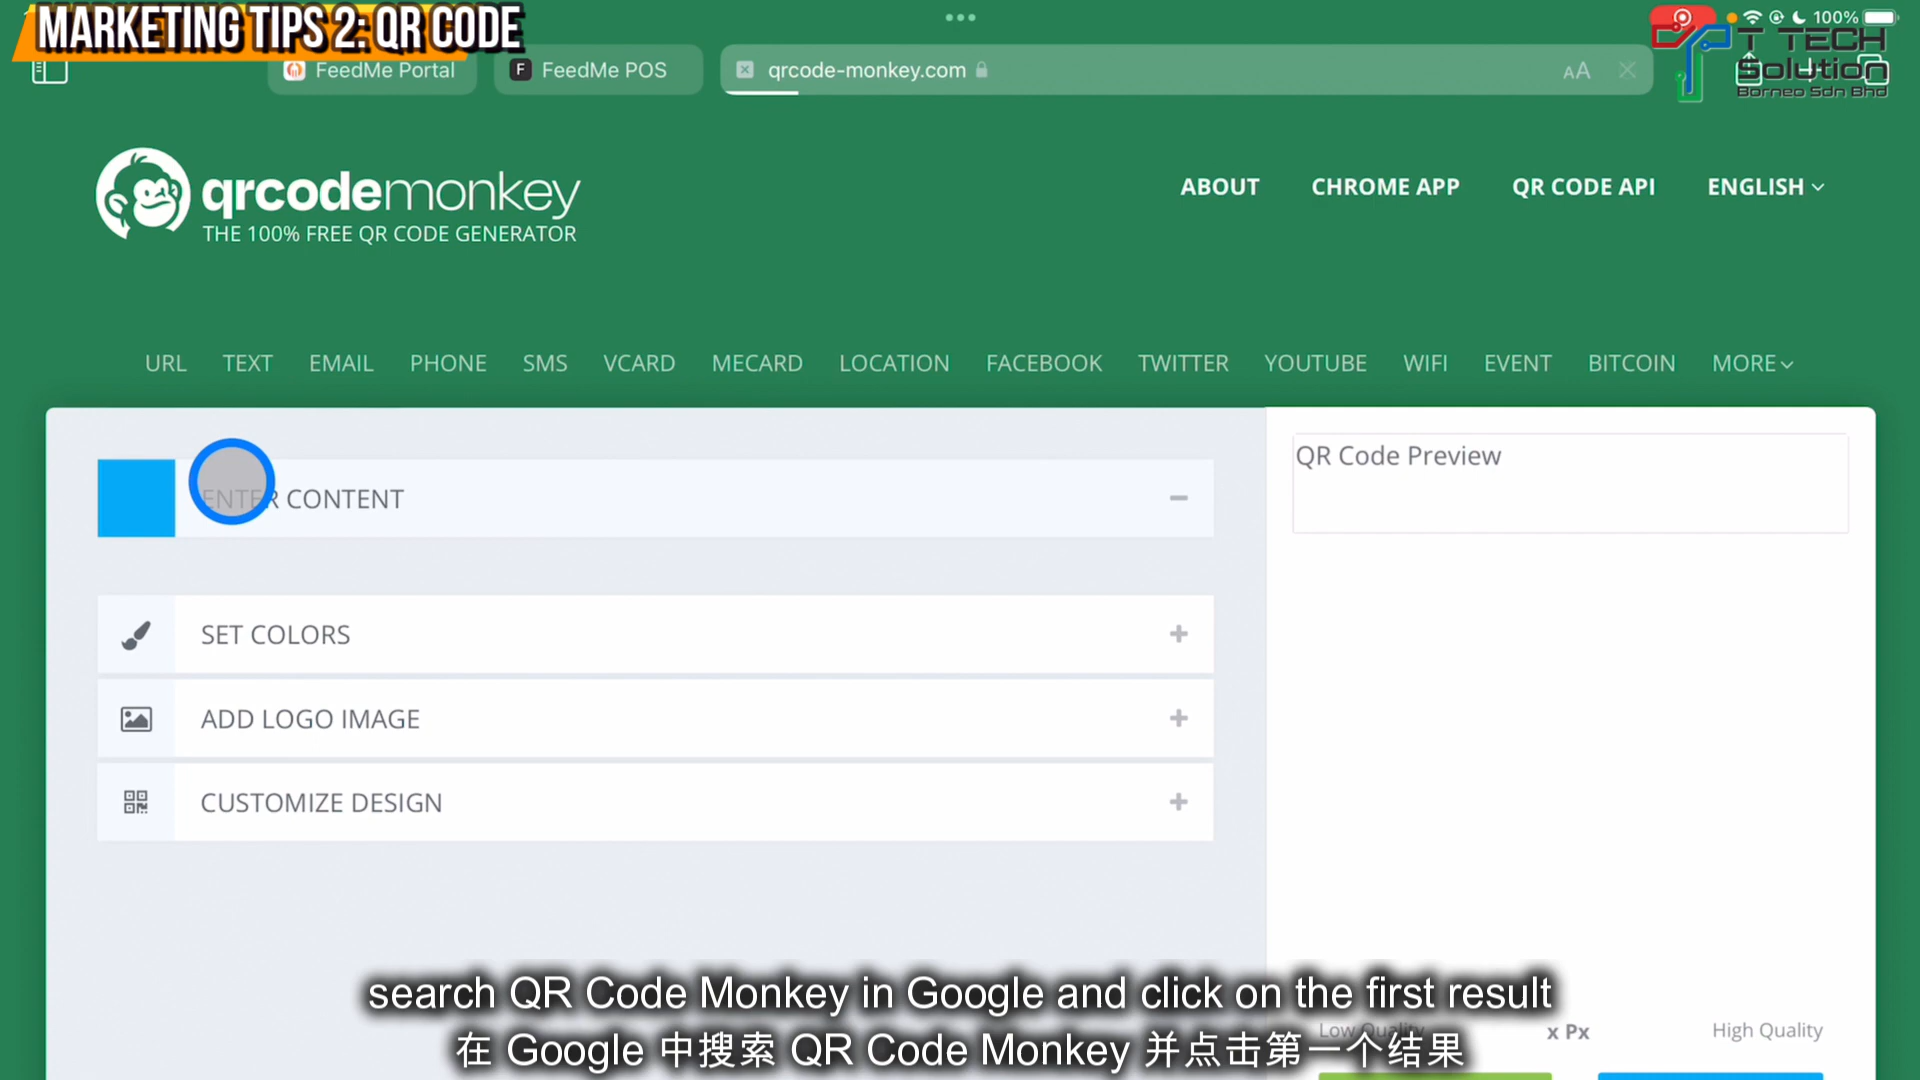 MARKETING TIPS 2: QR CODE
100%
FeedMe Portal
F FeedMe POS
qrcode-monkey.com
AA
T TECH
Solution
Borneo Sdn Bhd
qrcodemonkey
THE 100% FREE QR CODE GENERATOR
ABOUT CHROME APP QR CODE API ENGLISH
URL TEXT EMAIL PHONE SMS VCARD MECARD LOCATION FACEBOOK TWITTER YOUTUBE WIFI EVENT BITCOIN MORE
ENTER CONTENT
QR Code Preview
SET COLORS
ADD LOGO IMAGE
CUSTOMIZE DESIGN
search QR Code Monkey in Google and click on the first result
Low Quality x Px High Quality
在 Google 中搜索 QR Code Monkey 并点击第一个结果